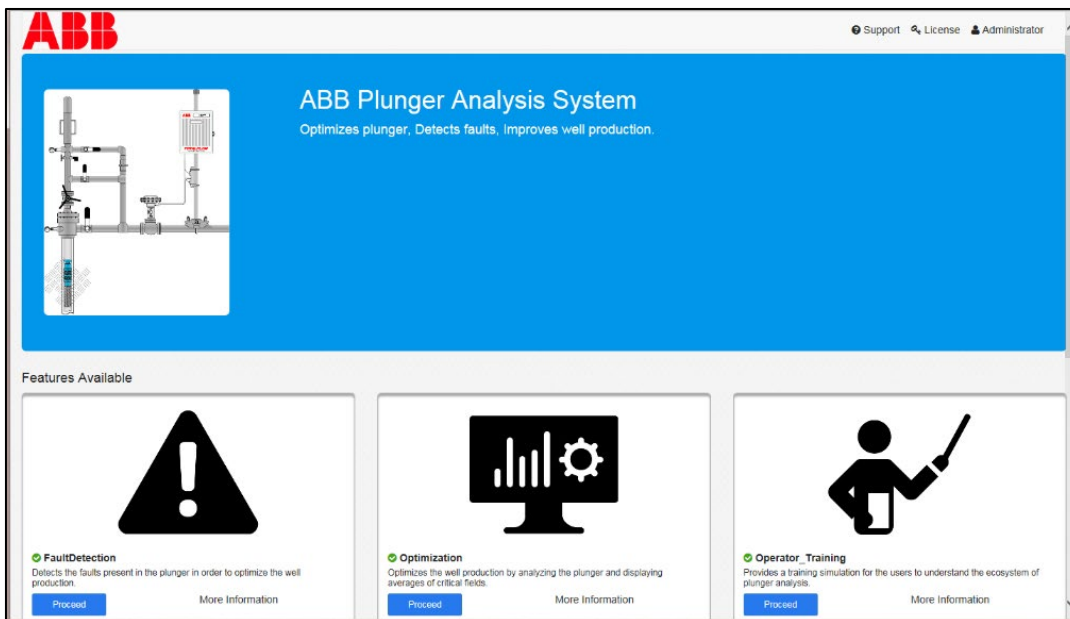 ABB
Support License Administrator
ABB Plunger Analysis System
Optimizes plunger, Detects faults, Improves well production.
Features Available
FaultDetection
Detects the faults present in the plunger in order to optimize the well
production.
Proceed More Information
Optimization
Optimizes the well production by analyzing the plunger and displaying
averages of critical fields.
Proceed More Information
Operator_Training
Provides a training simulation for the users to understand the ecosystem of
plunger analysis.
Proceed More Information